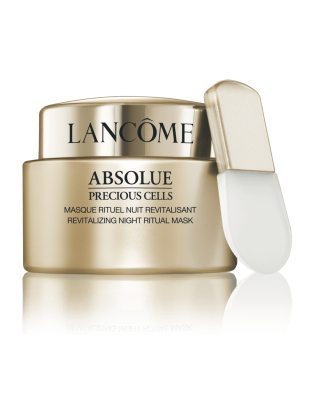 LANCÔME
ABSOLUE
PRECIOUS CELLS
MASQUE RITUEL NUIT REVITALISANT
REVITALIZING NIGHT RITUAL MASK